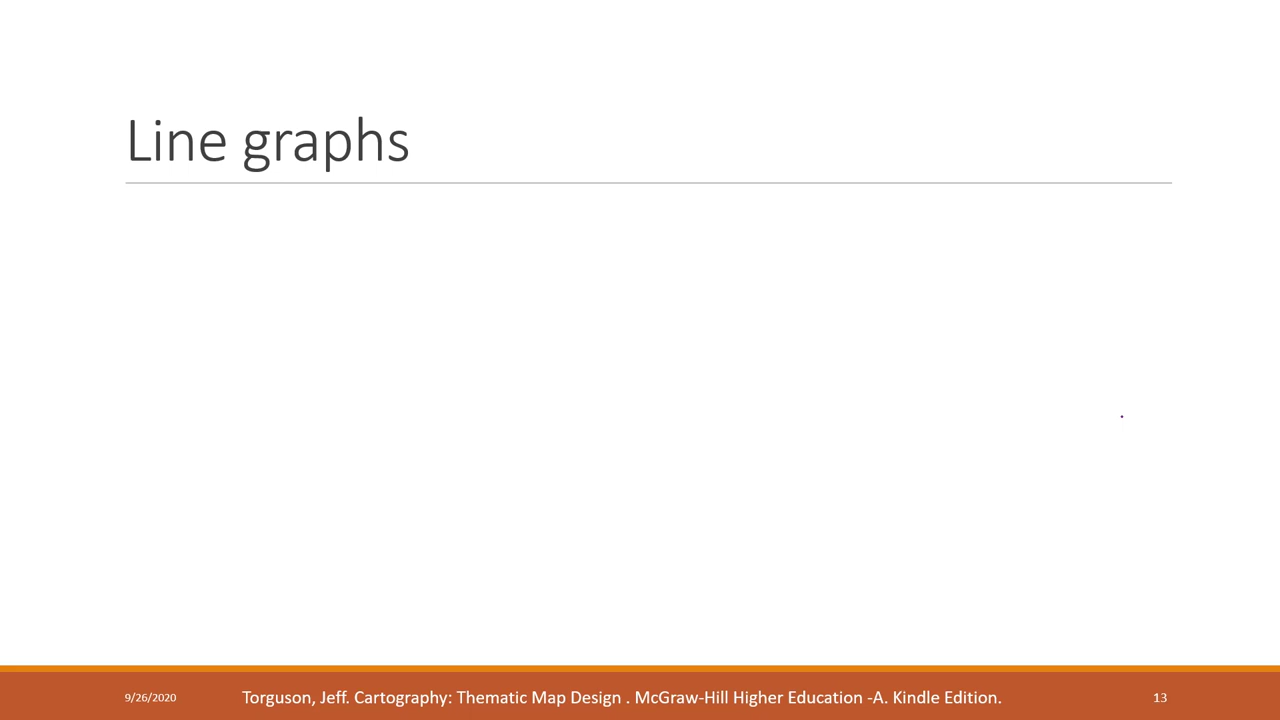 Line graphs
9/26/2020
Torguson, Jeff. Cartography: Thematic Map Design . McGraw-Hill Higher Education -A. Kindle Edition.
13